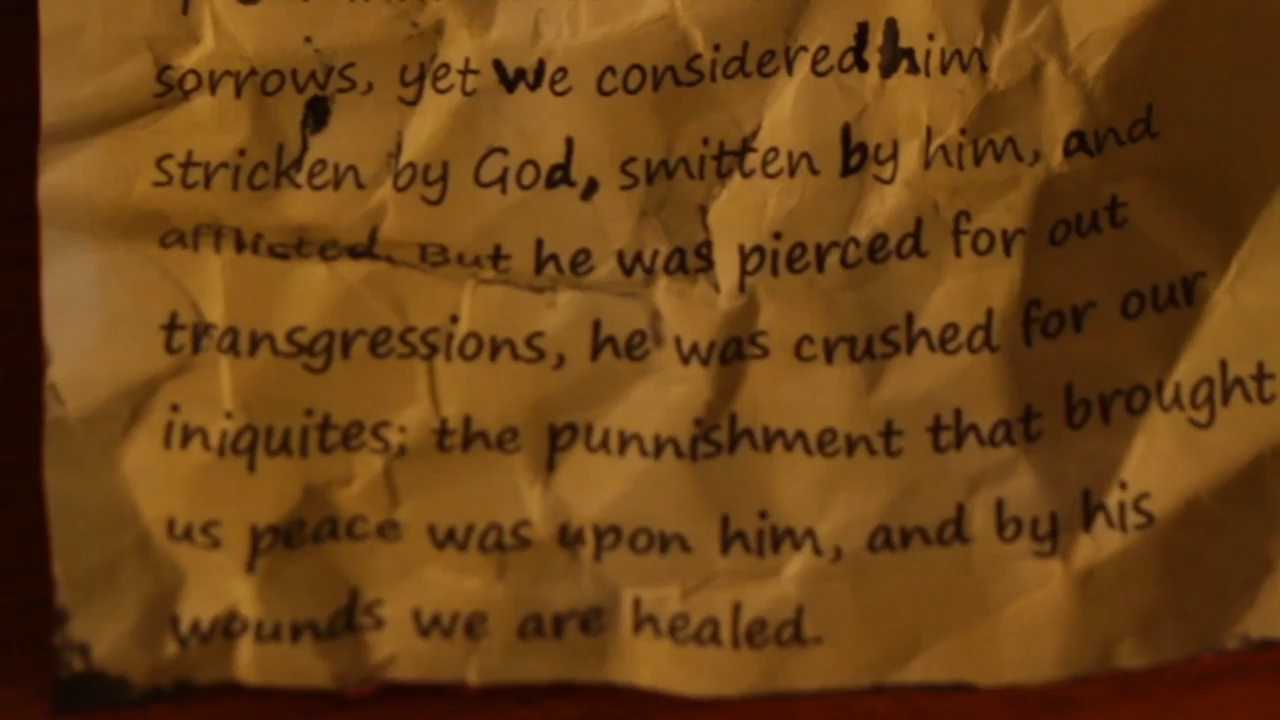 sorrows, yet we considered him
stricken by God, smitten by him, and
afflicted. But he was pierced for out
transgressions, he was crushed for our
iniquites; the punnishment that brought
us peace was upon him, and by his
wounds we are healed.